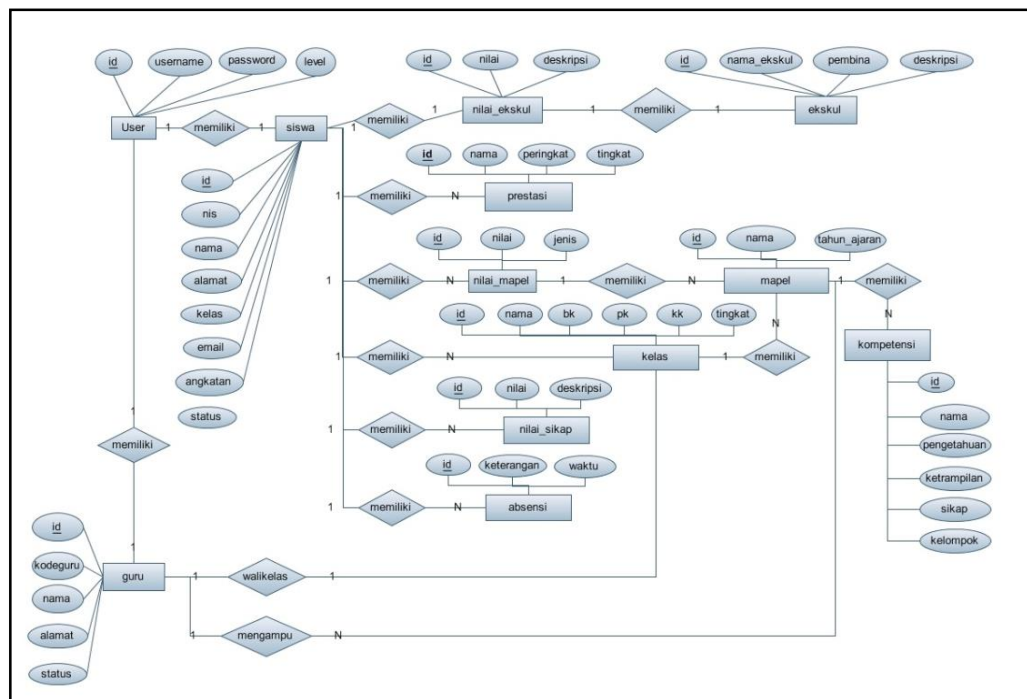 id
username
password
level
id
nilai
deskripsi
id
nama_ekskul
pembina
deskripsi
User
1
memiliki
1
siswa
memiliki
1
nilai_ekskul
1
memiliki
1
ekskul
id
nama
peringkat
tingkat
id
1
memiliki
N
prestasi
nis
id
nilai
jenis
id
nama
tahun_ajaran
nama
alamat
1
memiliki
N
nilai_mapel
1
memiliki
N
mapel
1
memiliki
kelas
id
nama
bk
pk
kk
tingkat
N
N
email
1
memiliki
N
kelas
1
memiliki
kompetensi
angkatan
id
nilai
deskripsi
id
status
1
1
memiliki
N
nilai_sikap
nama
memiliki
pengetahuan
id
keterangan
waktu
ketrampilan
1
memiliki
N
absensi
sikap
id
1
kelompok
kodeguru
guru
1
walikelas
1
nama
alamat
1
mengampu
N
status